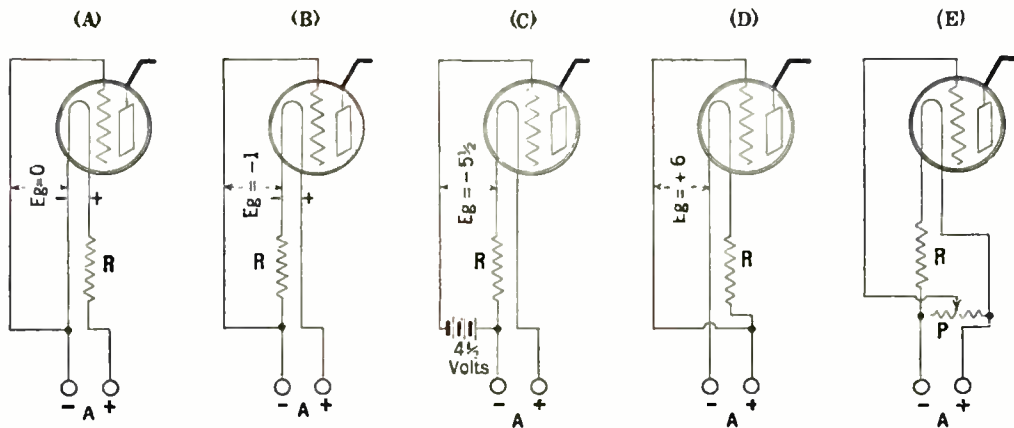 (A) (B) (C) (D) (E)
Eg=0
- +
R
- A +
Eg = -1
- +
R
- A +
Eg = -5½
R
4½
Volts
- A +
Eg = +6
R
- A +
R
P
- A +